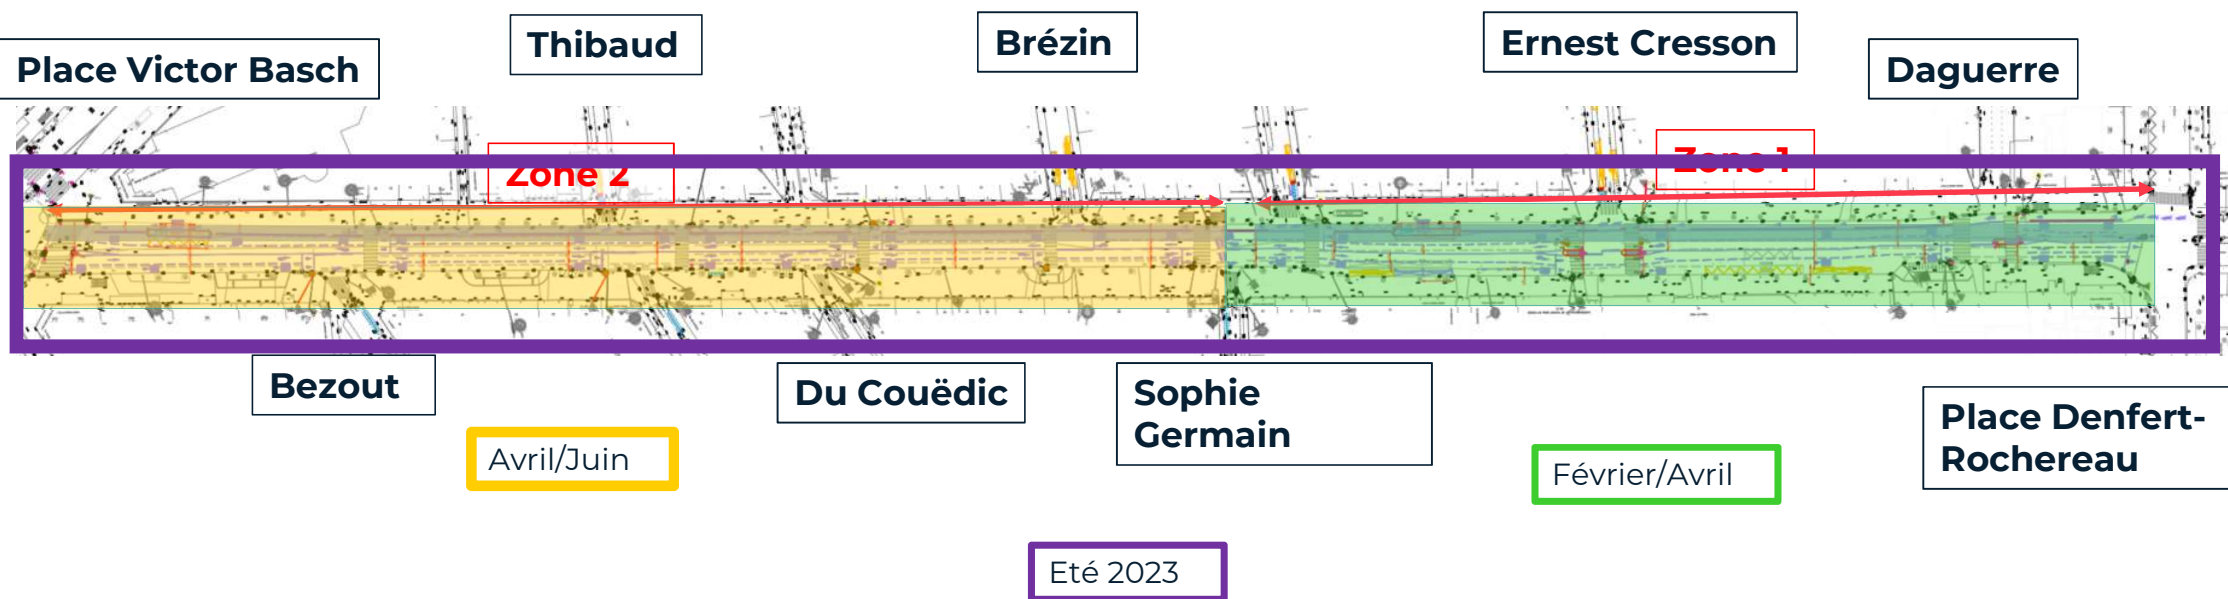 Place Victor Basch
Thibaud
Brézin
Ernest Cresson
Daguerre
Zone 2
Zone 1
Bezout
Du Couëdic
Sophie
Germain
Place Denfert-
Rochereau
Avril/Juin
Février/Avril
Eté 2023